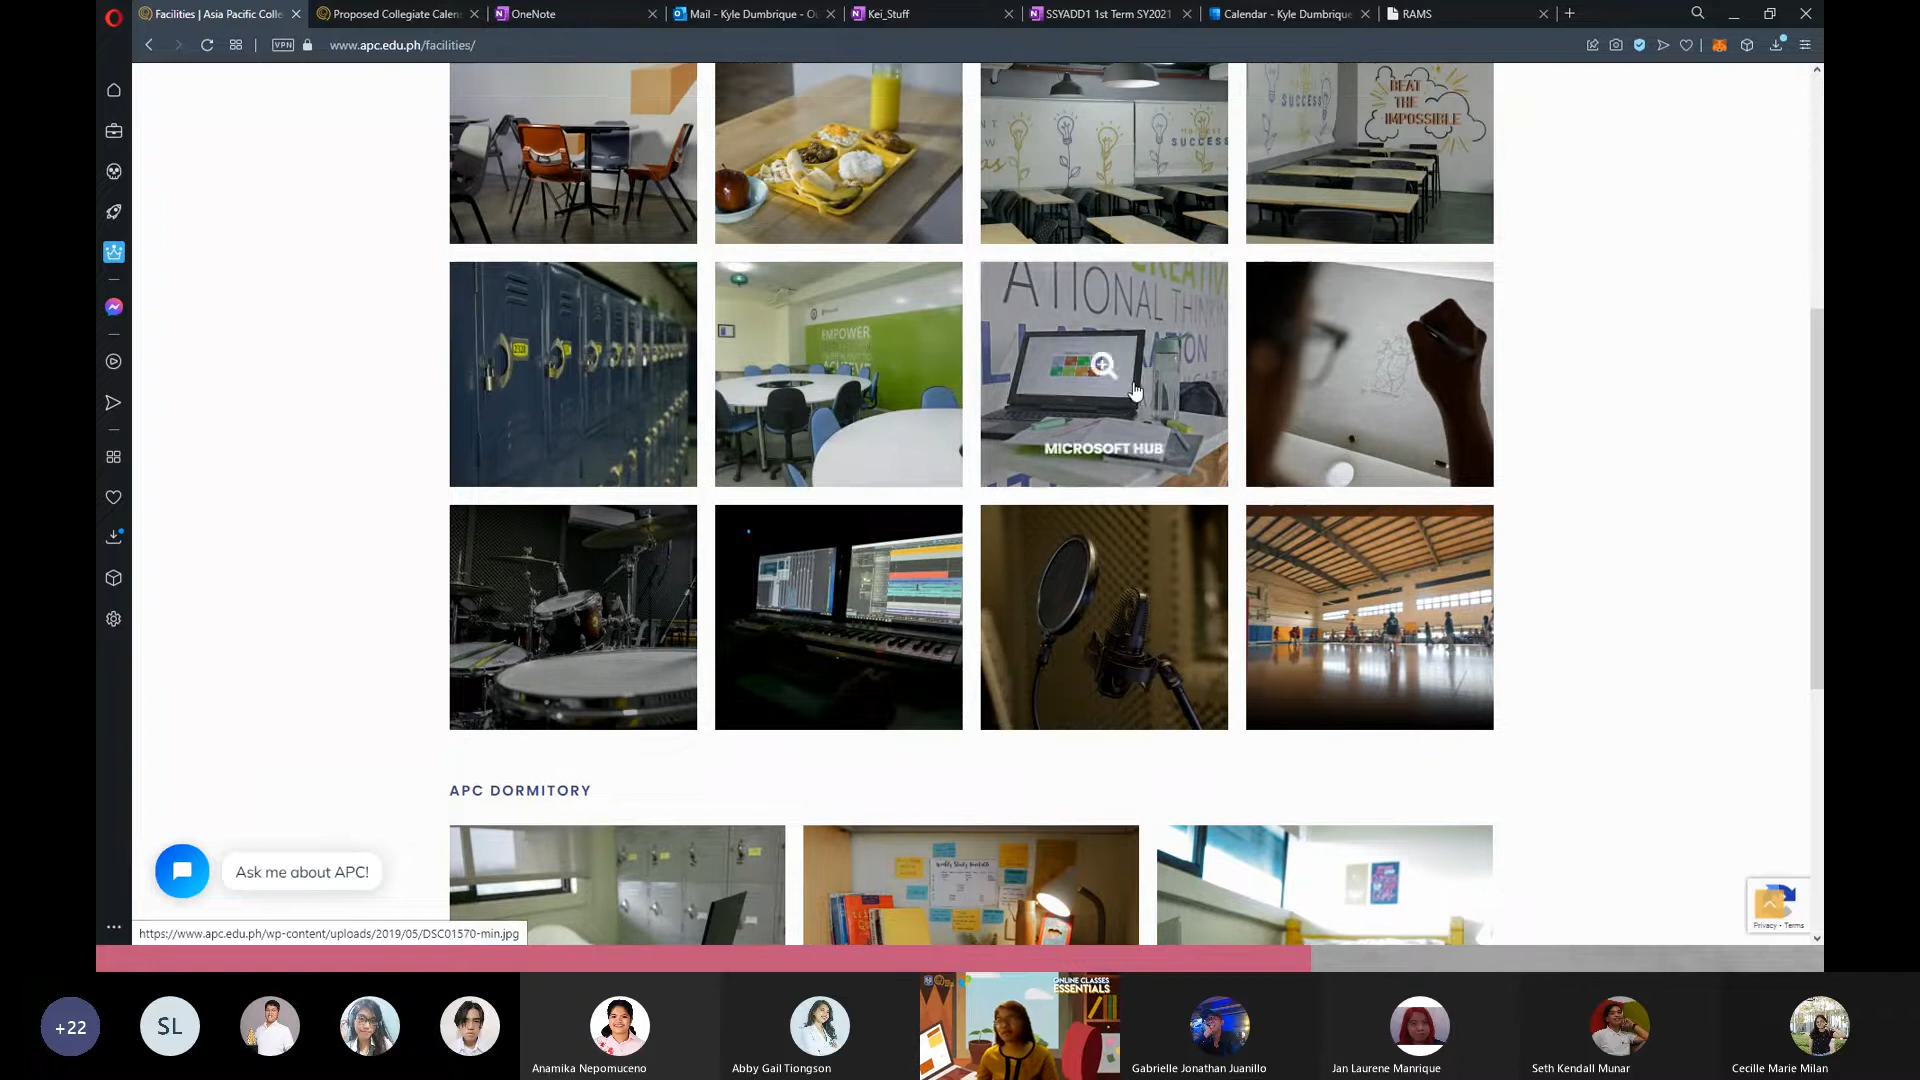 Facilities | Asia Pacific Colle
Proposed Collegiate Calen
OneNote
Mail - Kyle Dumbrique - Ou
Kei_Stuff
SSYADD1 1st Term SY2021
Calendar - Kyle Dumbrique
RAMS
VPN
www.apc.edu.ph/facilities/
SUCCESS
SUCCESS
BEAT
THE
IMPOSSIBLE
EMPOWER
ATIONAL THINK
MICROSOFT HUB
APC DORMITORY
Weekly Study Timetable
Ask me about APC!
Privacy - Terms
https://www.apc.edu.ph/wp-content/uploads/2019/05/DSC01570-min.jpg
ONLINE CLASSES
ESSENTIALS
+22
SL
Anamika Nepomuceno
Abby Gail Tiongson
Gabrielle Jonathan Juanillo
Jan Laurene Manrique
Seth Kendall Munar
Cecille Marie Milan